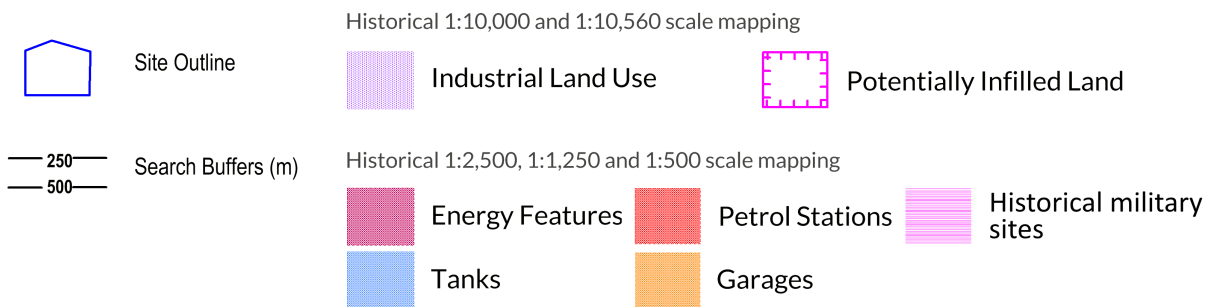 Historical 1:10,000 and 1:10,560 scale mapping
Site Outline
Industrial Land Use
Potentially Infilled Land
250
500
Search Buffers (m)
Historical 1:2,500, 1:1,250 and 1:500 scale mapping
Energy Features
Petrol Stations
Historical military
sites
Tanks
Garages